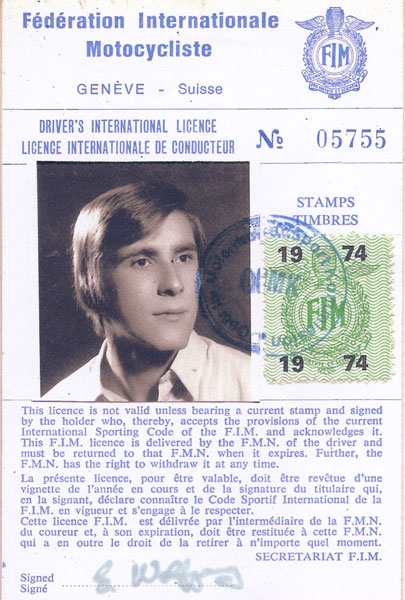 Fédération Internationale
Motocycliste
FIM
GENÈVE - Suisse
DRIVER'S INTERNATIONAL LICENCE
LICENCE INTERNATIONALE DE CONDUCTEUR
№ 05755
STAMPS
TIMBRES
19 74
FIM
19 74
This licence is not valid unless bearing a current stamp and signed
by the holder who, thereby, accepts the provisions of the current
International Sporting Code of the F.I.M. and acknowledges it.
This F.I.M. licence is delivered by the F.M.N. of the driver and
must be returned to that F.M.N. when it expires. Further, the
F.M.N. has the right to withdraw it at any time.
La présente licence, pour être valable, doit être revêtue d'une
vignette de l'année en cours et de la signature du titulaire qui,
en la signant, déclare connaître le Code Sportif International de la
F.I.M. en vigueur et s'engage à le respecter.
Cette licence F.I.M. est délivrée par l'intermédiaire de la F.M.N.
du coureur et, à son expiration, doit être restituée à cette F.M.N.
qui a en outre le droit de la retirer à n'importe quel moment.
SECRETARIAT F.I.M.
Signed
Signé